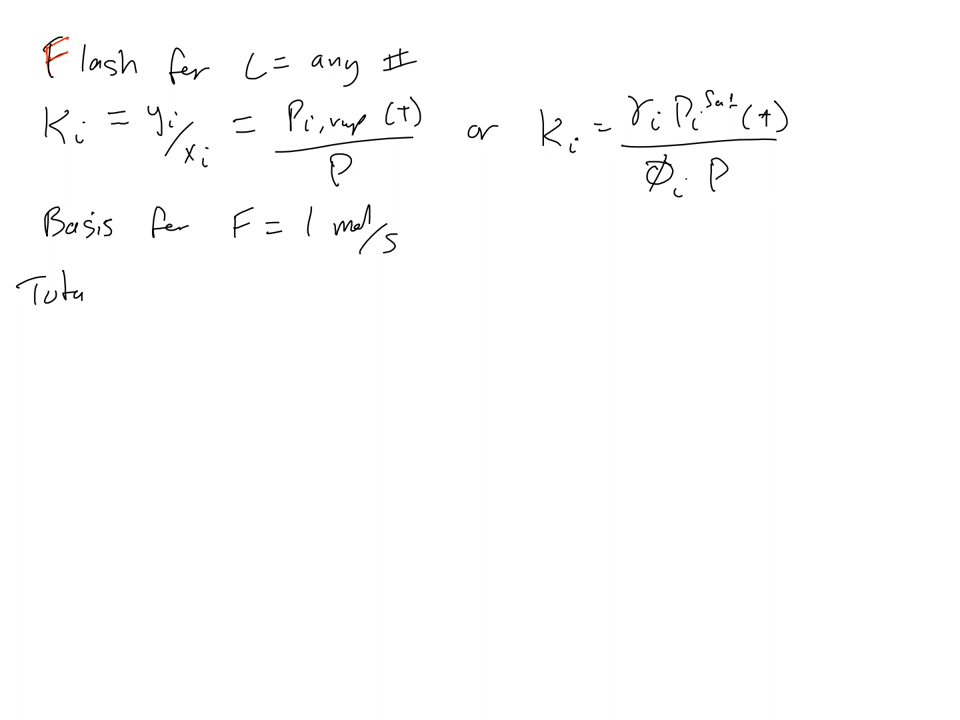 Flash for C = any #
Ki = yi/xi = Pi,vap (T)/P or Ki = γi Pi^sat (T)/ϕi P
Basis for F = 1 mol/s
Tota